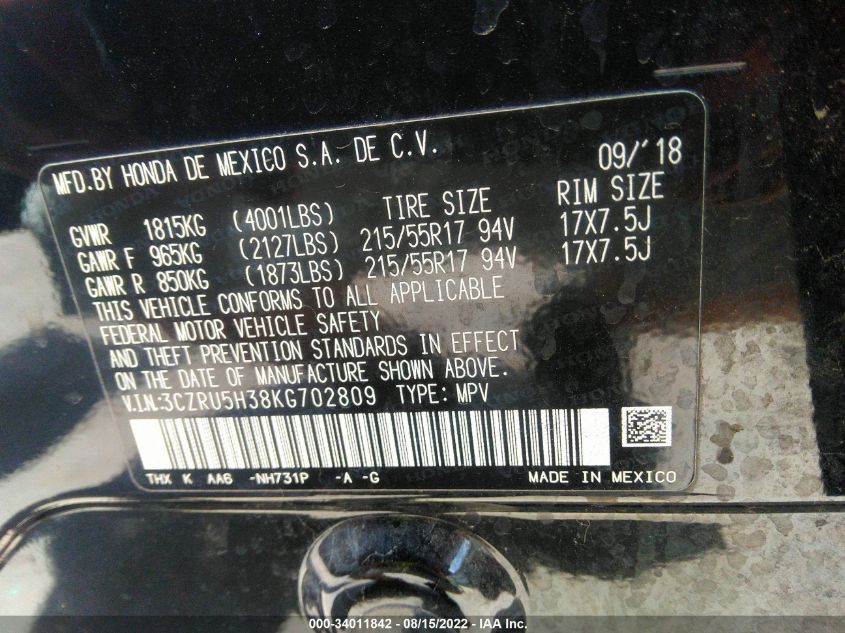 MFD.BY HONDA DE MEXICO S.A. DE C.V. 09/'18
TIRE SIZE RIM SIZE
GVWR 1815KG (4001LBS)
GAWR F 965KG (2127LBS) 215/55R17 94V 17X7.5J
GAWR R 850KG (1873LBS) 215/55R17 94V 17X7.5J
THIS VEHICLE CONFORMS TO ALL APPLICABLE
FEDERAL MOTOR VEHICLE SAFETY
AND THEFT PREVENTION STANDARDS IN EFFECT
ON THE DATE OF MANUFACTURE SHOWN ABOVE.
V.I.N:3CZRU5H38KG702809 TYPE: MPV
THX K AA6 -NH731P -A -G MADE IN MEXICO
000-34011842 - 08/15/2022 - IAA Inc.